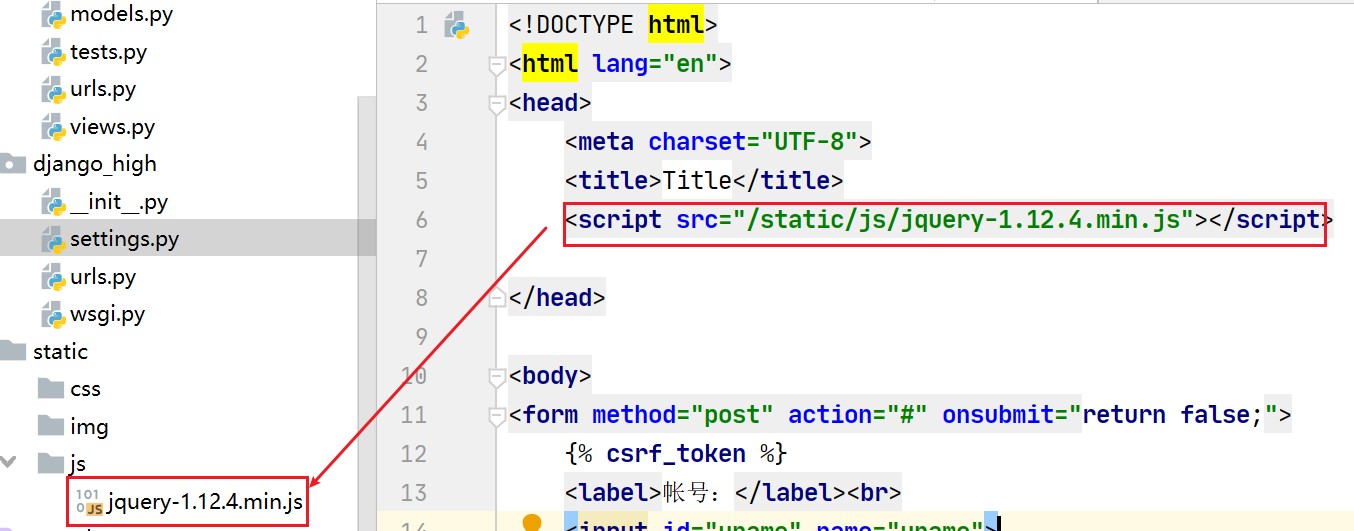 models.py
tests.py
urls.py
views.py
django_high
__init__.py
settings.py
urls.py
wsgi.py
static
css
img
js
jquery-1.12.4.min.js
1 <!DOCTYPE html>
2 <html lang="en">
3 <head>
4 <meta charset="UTF-8">
5 <title>Title</title>
6 <script src="/static/js/jquery-1.12.4.min.js"></script>
7
8 </head>
9
10 <body>
11 <form method="post" action="#" onsubmit="return false;">
12 {% csrf_token %}
13 <label>帐号：</label><br>
14 <input id="uname" name="uname">